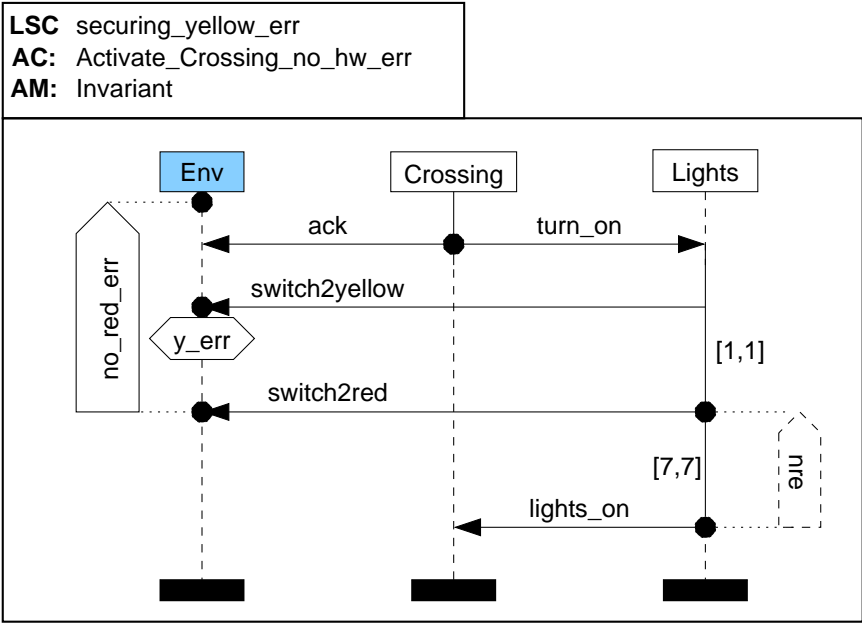 LSC securing_yellow_err
AC: Activate_Crossing_no_hw_err
AM: Invariant
Env
Crossing
Lights
ack
turn_on
switch2yellow
no_red_err
y_err
[1,1]
switch2red
[7,7]
nre
lights_on